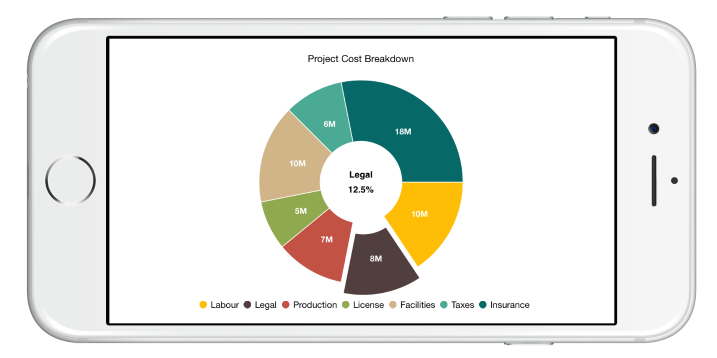 Project Cost Breakdown
6M
18M
10M
Legal
12.5%
5M
10M
7M
8M
Labour Legal Production License Facilities Taxes Insurance